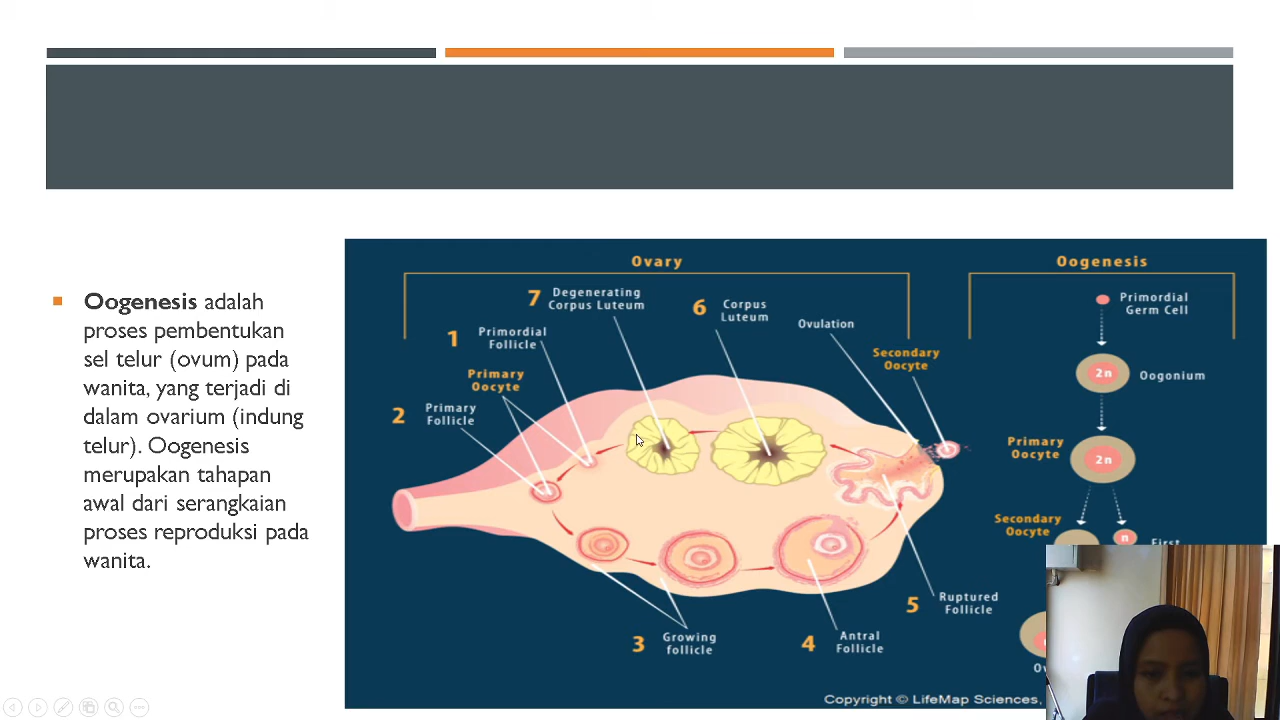 Oogenesis adalah
proses pembentukan
sel telur (ovum) pada
wanita, yang terjadi di
dalam ovarium (indung
telur). Oogenesis
merupakan tahapan
awal dari serangkaian
proses reproduksi pada
wanita.
Ovary
7 Degenerating
Corpus Luteum
6 Corpus
Luteum
Ovulation
1 Primordial
Follicle
Secondary
Oocyte
Primary
Oocyte
2 Primary
Follicle
3 Growing
follicle
4 Antral
Follicle
5 Ruptured
Follicle
Oogenesis
Primordial
Germ Cell
2n
Oogonium
Primary
Oocyte
2n
Secondary
Oocyte
n
First
Copyright © LifeMap Sciences,